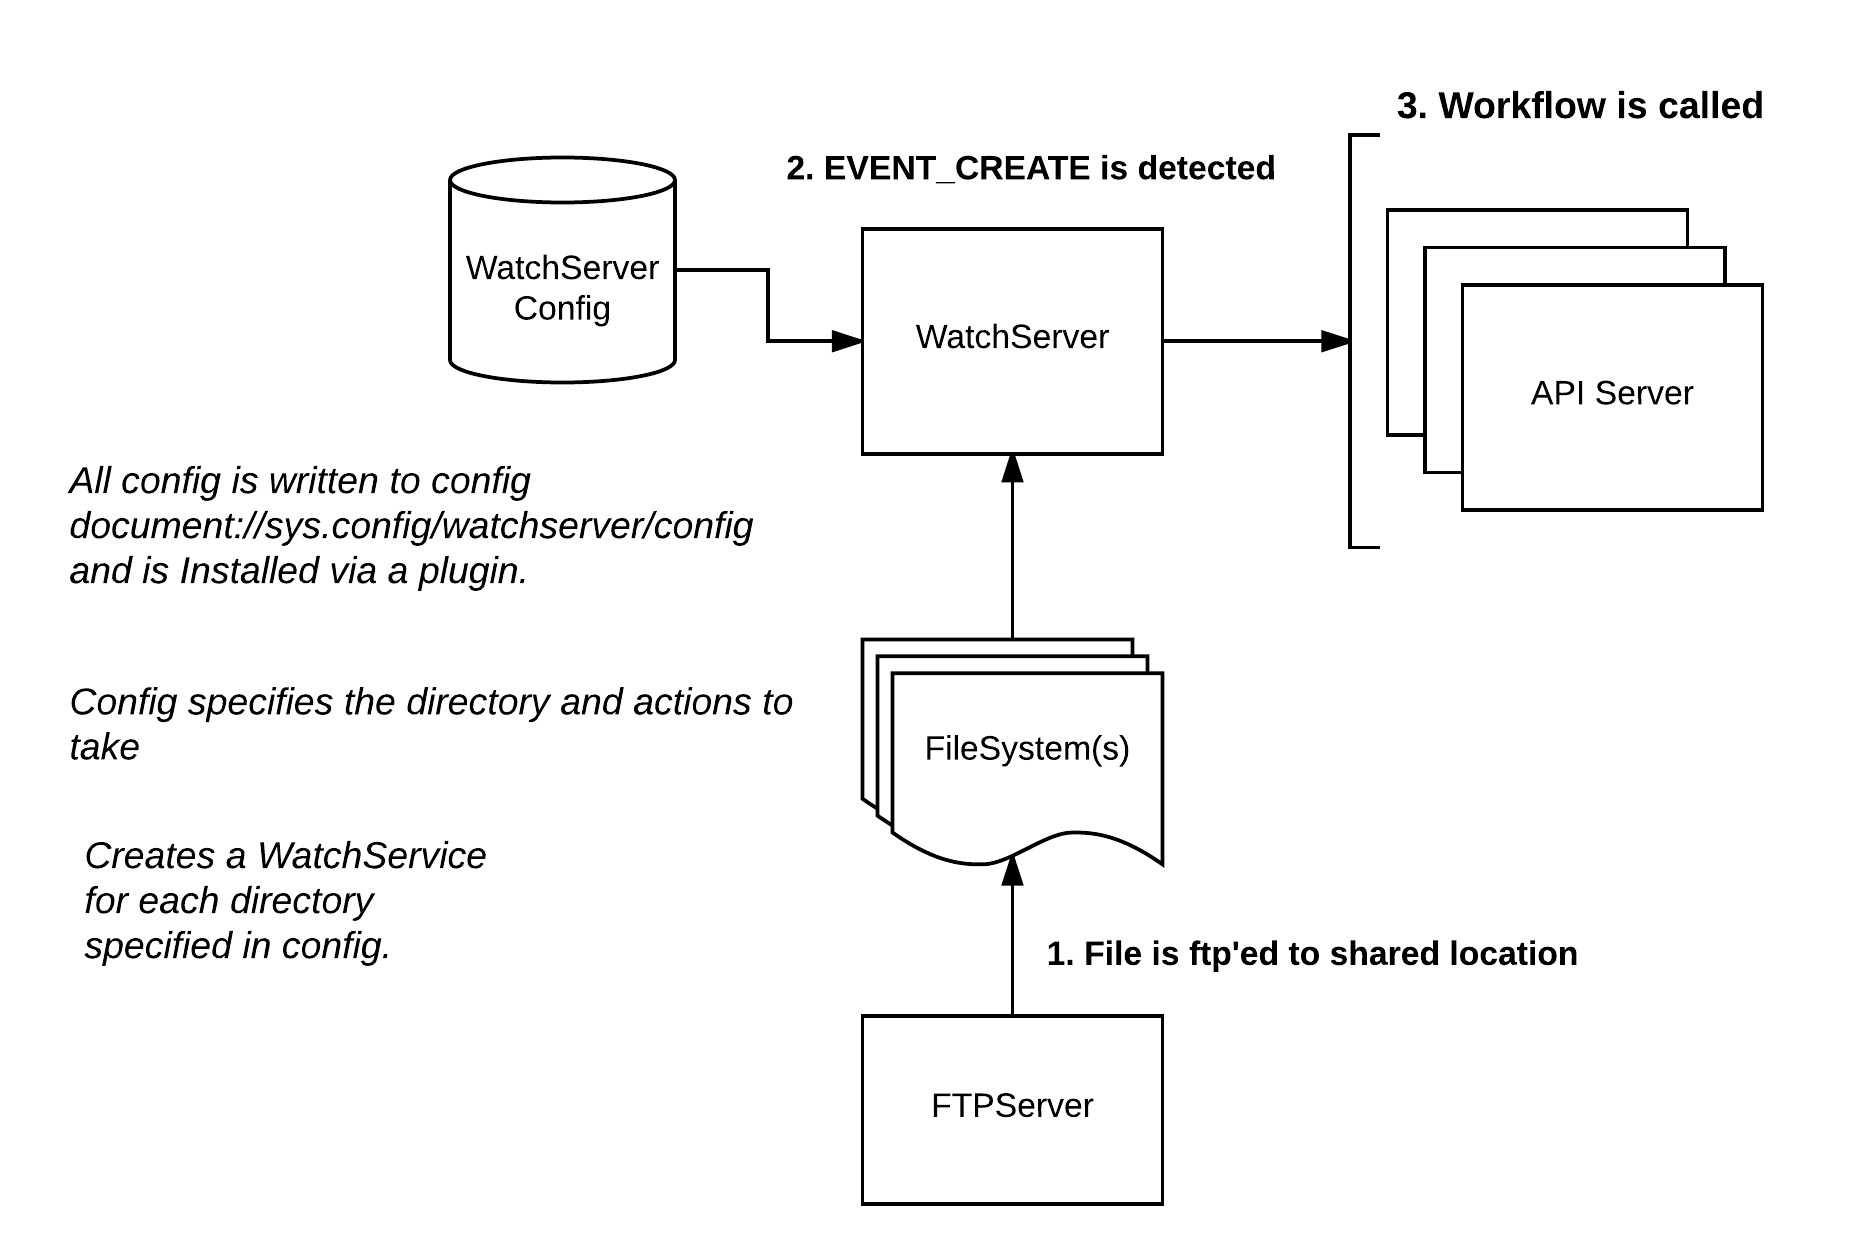 3. Workflow is called
2. EVENT_CREATE is detected
WatchServer
Config
WatchServer
API Server
All config is written to config
document://sys.config/watchserver/config
and is Installed via a plugin.
Config specifies the directory and actions to
take
FileSystem(s)
Creates a WatchService
for each directory
specified in config.
1. File is ftp'ed to shared location
FTPServer